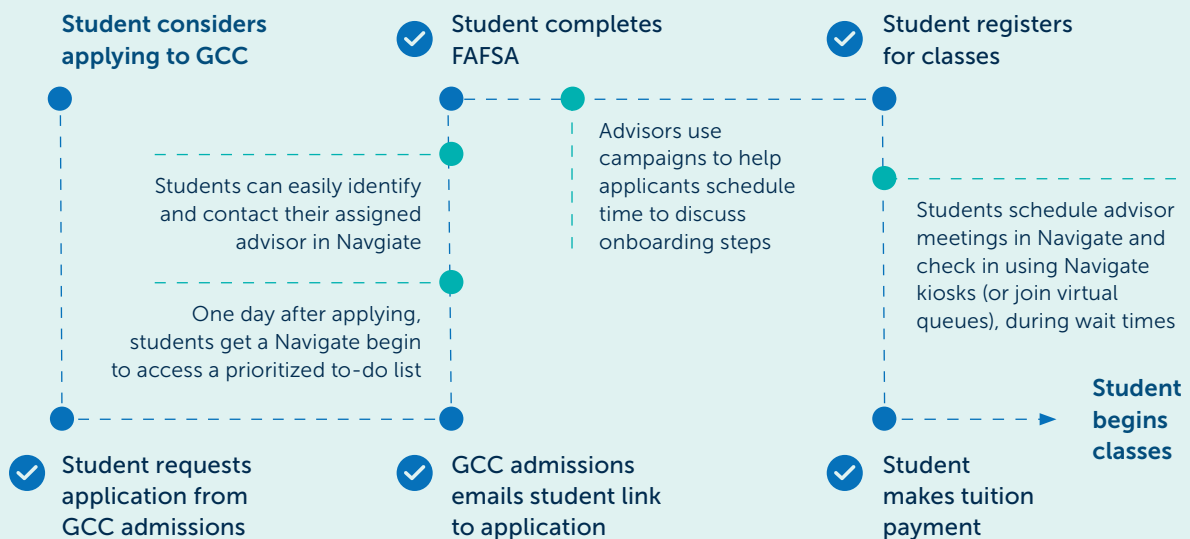 Student considers
applying to GCC
Student requests
application from
GCC admissions
GCC admissions
emails student link
to application
One day after applying,
students get a Navigate begin
to access a prioritized to-do list
Students can easily identify
and contact their assigned
advisor in Navgiate
Student completes
FAFSA
Advisors use
campaigns to help
applicants schedule
time to discuss
onboarding steps
Student registers
for classes
Students schedule advisor
meetings in Navigate and
check in using Navigate
kiosks (or join virtual
queues), during wait times
Student
makes tuition
payment
Student
begins
classes